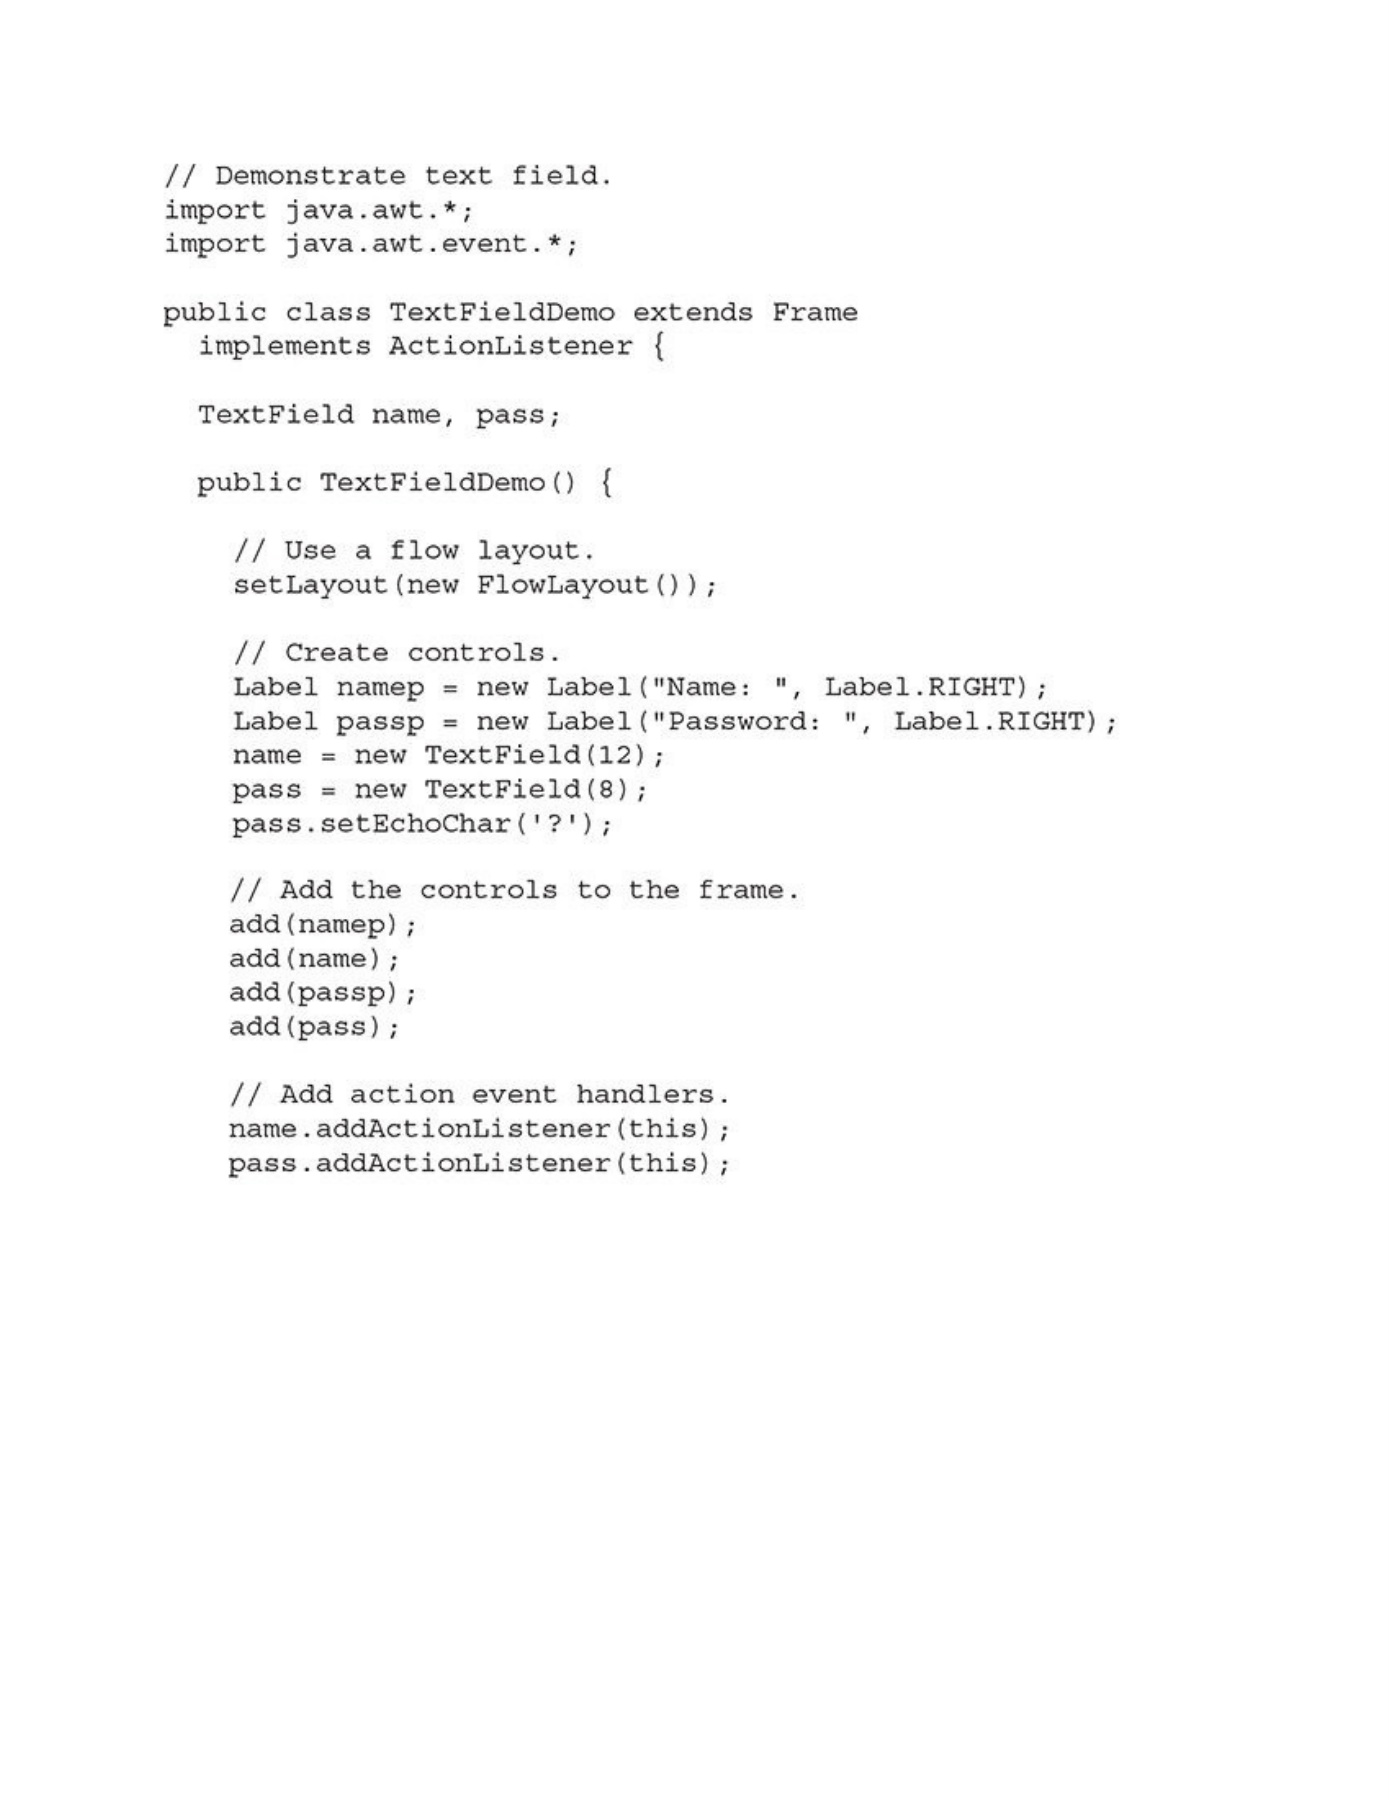 // Demonstrate text field.
import java.awt.*;
import java.awt.event.*;

public class TextFieldDemo extends Frame
  implements ActionListener {

  TextField name, pass;

  public TextFieldDemo() {

    // Use a flow layout.
    setLayout(new FlowLayout());

    // Create controls.
    Label namep = new Label("Name: ", Label.RIGHT);
    Label passp = new Label("Password: ", Label.RIGHT);
    name = new TextField(12);
    pass = new TextField(8);
    pass.setEchoChar('?');

    // Add the controls to the frame.
    add(namep);
    add(name);
    add(passp);
    add(pass);

    // Add action event handlers.
    name.addActionListener(this);
    pass.addActionListener(this);